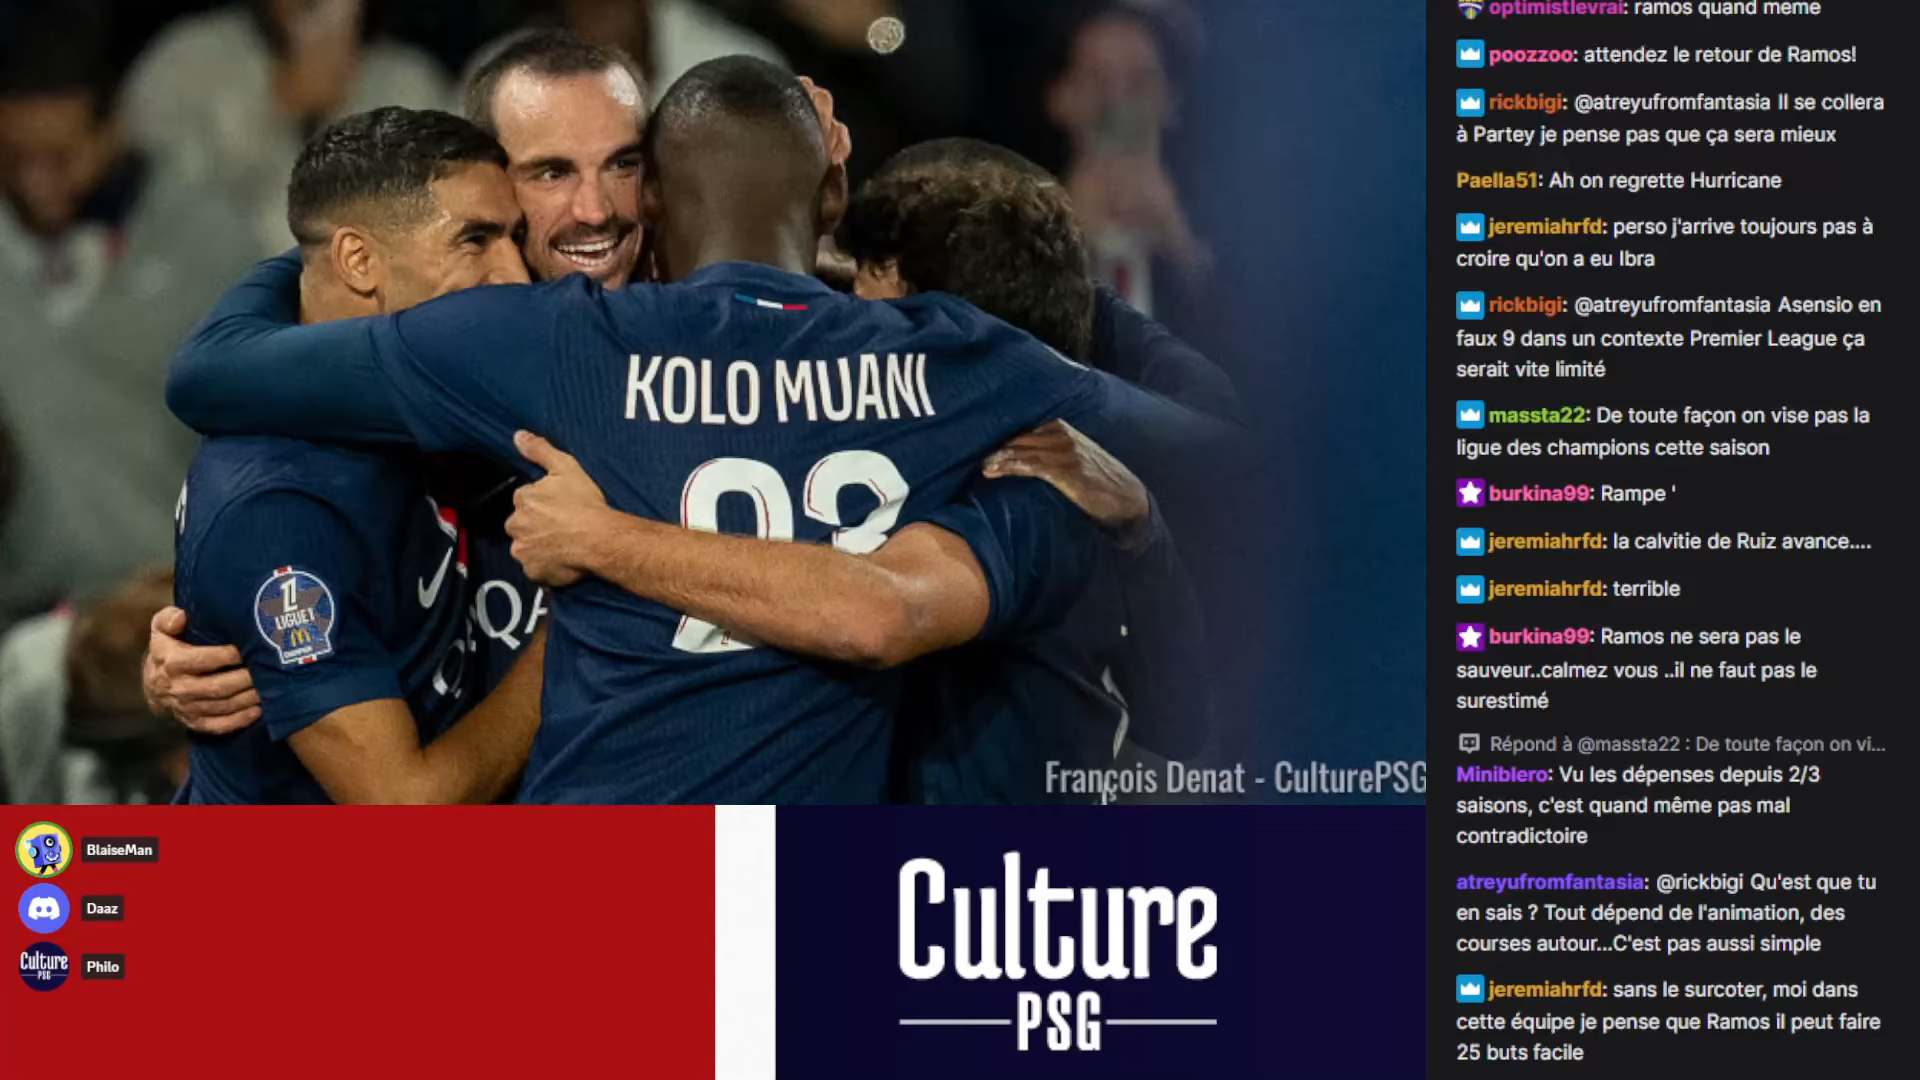 KOLO MUANI
23
LIGUE 1
CHAMPION
QA
François Denat - CulturePSG
BlaiseMan
Daaz
Culture
PSG
Philo
Culture
PSG
optimistlevrai: ramos quand meme
poozzoo: attendez le retour de Ramos!
rickbigi: @atreyufromfantasia Il se collera
à Partey je pense pas que ça sera mieux
Paella51: Ah on regrette Hurricane
jeremiahrfd: perso j'arrive toujours pas à
croire qu'on a eu Ibra
rickbigi: @atreyufromfantasia Asensio en
faux 9 dans un contexte Premier League ça
serait vite limité
massta22: De toute façon on vise pas la
ligue des champions cette saison
burkina99: Rampe '
jeremiahrfd: la calvitie de Ruiz avance....
jeremiahrfd: terrible
burkina99: Ramos ne sera pas le
sauveur..calmez vous ..il ne faut pas le
surestimé
Répond à @massta22 : De toute façon on vi...
Miniblero: Vu les dépenses depuis 2/3
saisons, c'est quand même pas mal
contradictoire
atreyufromfantasia: @rickbigi Qu'est que tu
en sais ? Tout dépend de l'animation, des
courses autour...C'est pas aussi simple
jeremiahrfd: sans le surcoter, moi dans
cette équipe je pense que Ramos il peut faire
25 buts facile